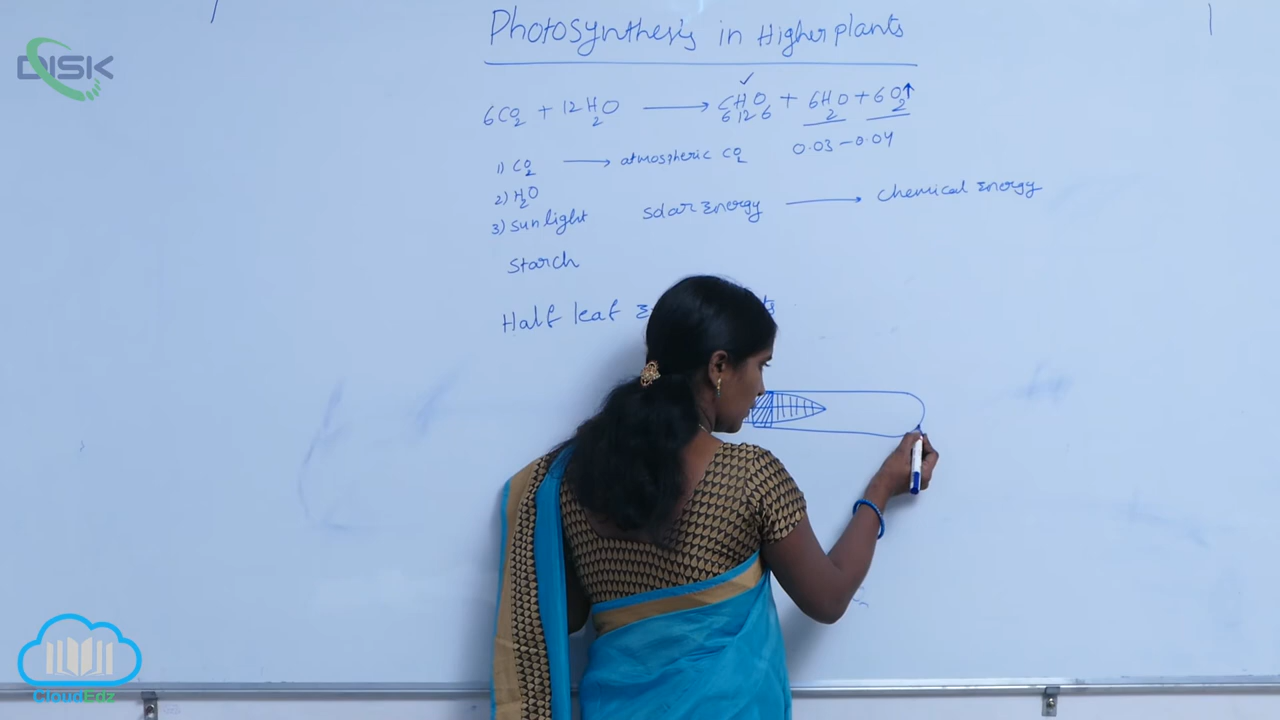 DISK
Photosynthesis in Higher plants
6CO2 + 12H2O → C6H12O6 + 6H2O + 6O2↑
1) CO2 → atmospheric CO2 0.03 - 0.04
2) H2O
3) sunlight solar Energy → chemical Energy
Starch
Half leaf
CloudEdz